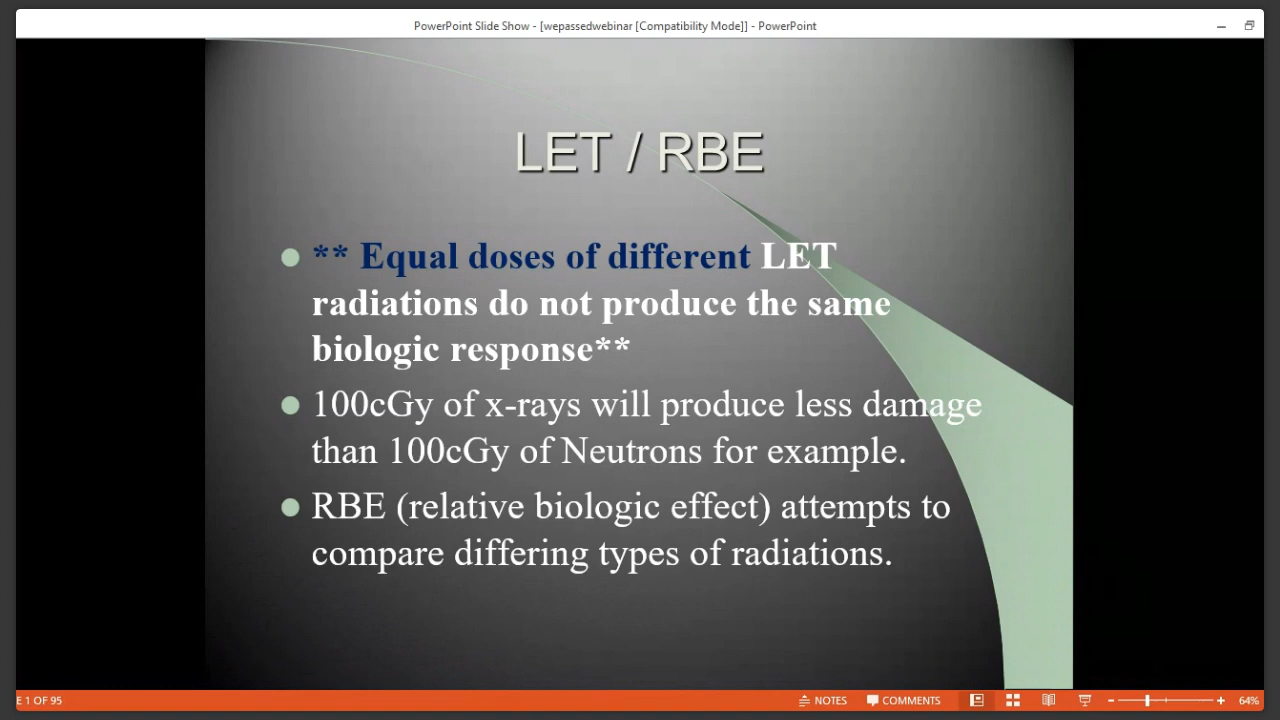 PowerPoint Slide Show - [wepassedwebinar [Compatibility Mode]] - PowerPoint
LET / RBE
** Equal doses of different LET
radiations do not produce the same
biologic response**
100cGy of x-rays will produce less damage
than 100cGy of Neutrons for example.
RBE (relative biologic effect) attempts to
compare differing types of radiations.
E 1 OF 95 NOTES COMMENTS 64%